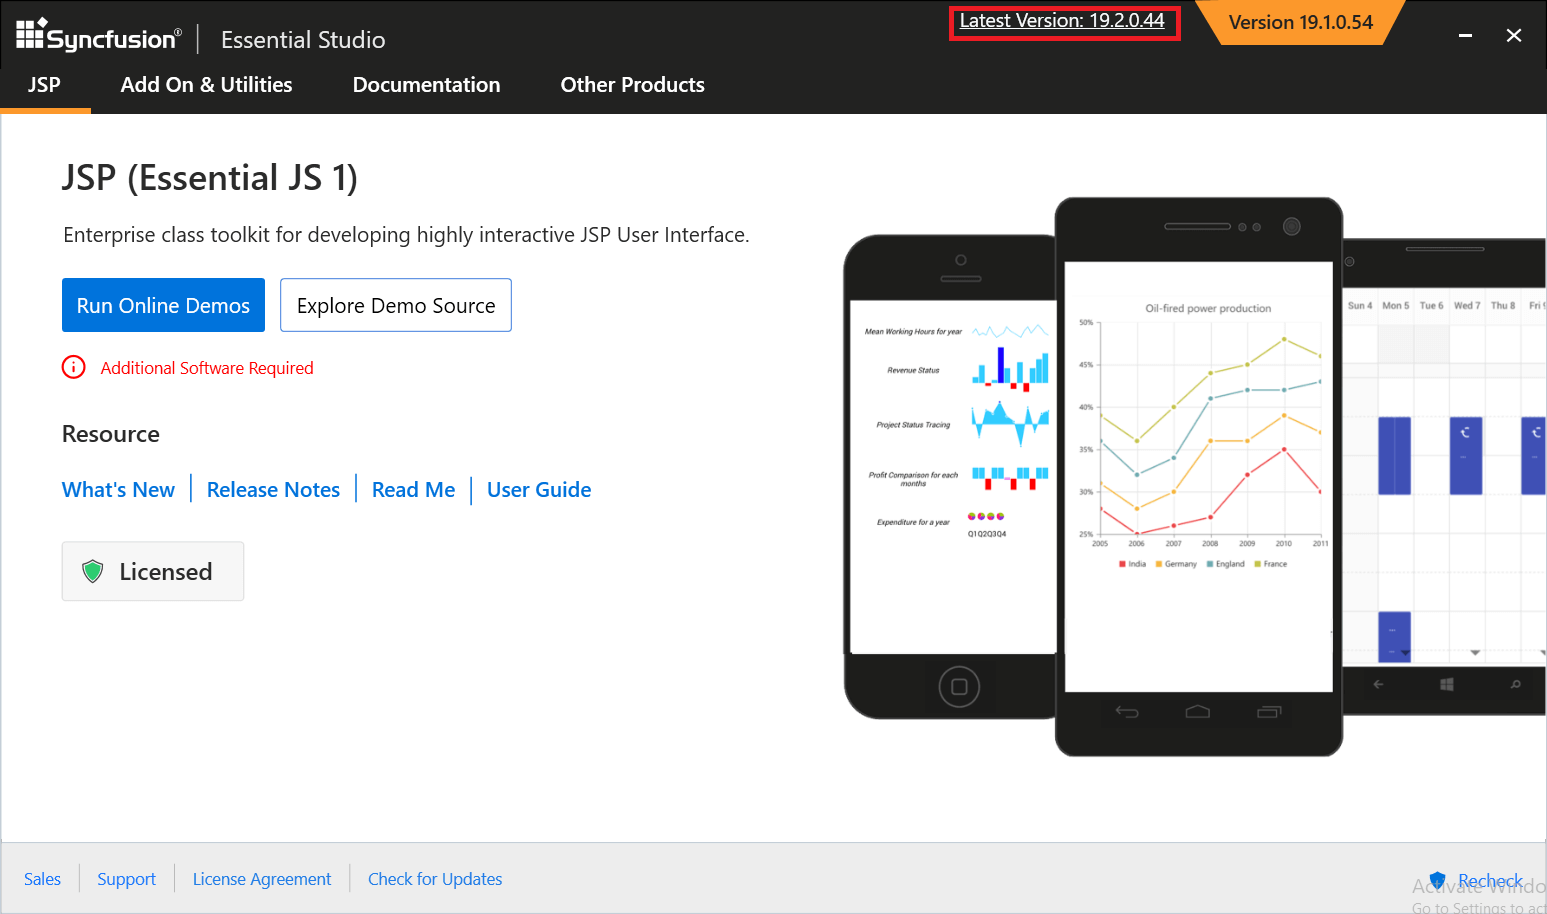 Syncfusion® Essential Studio
Latest Version: 19.2.0.44
Version 19.1.0.54
JSP Add On & Utilities Documentation Other Products
JSP (Essential JS 1)
Enterprise class toolkit for developing highly interactive JSP User Interface.
Run Online Demos Explore Demo Source
Additional Software Required
Resource
What's New Release Notes Read Me User Guide
Licensed
Mean Working Hours for year
Revenue Status
Project Status Tracing
Profit Comparison for each
months
Expenditure for a year
Q1Q2Q3Q4
Oil-fired power production
50%
45%
40%
35%
30%
25%
2005 2006 2007 2008 2009 2010 2011
India Germany England France
Sun 4 Mon 5 Tue 6 Wed 7 Thu 8 Fri
Sales Support License Agreement Check for Updates
Recheck
Activate Windo
Go to Settings to act